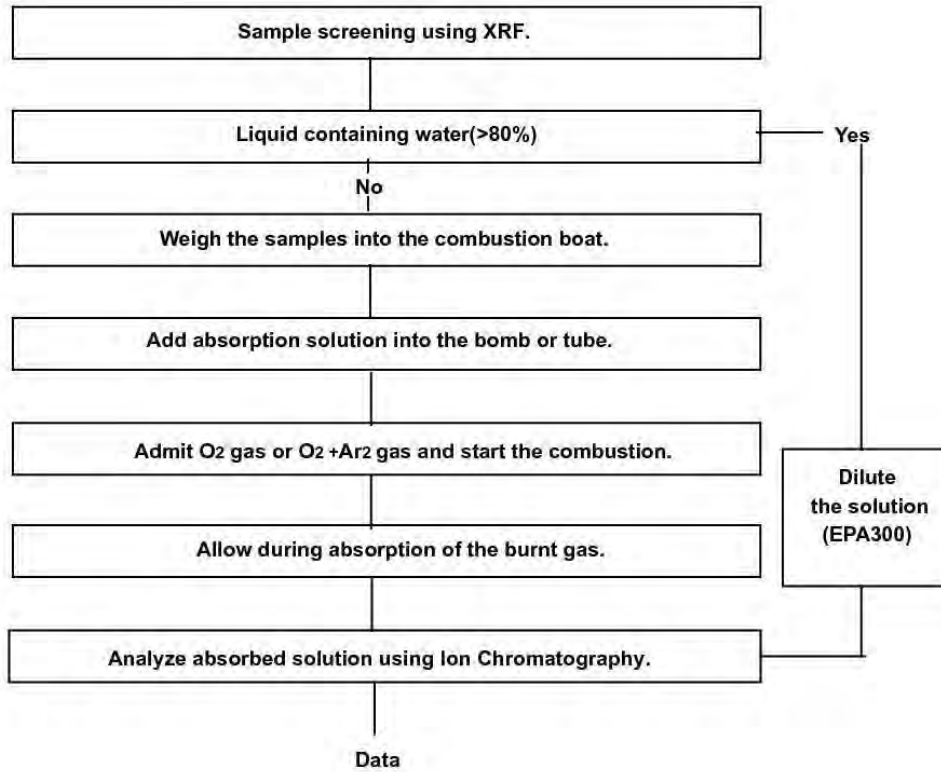 Sample screening using XRF.
Liquid containing water(>80%)
Yes
No
Weigh the samples into the combustion boat.
Add absorption solution into the bomb or tube.
Admit O2 gas or O2 +Ar2 gas and start the combustion.
Dilute
the solution
(EPA300)
Allow during absorption of the burnt gas.
Analyze absorbed solution using Ion Chromatography.
Data